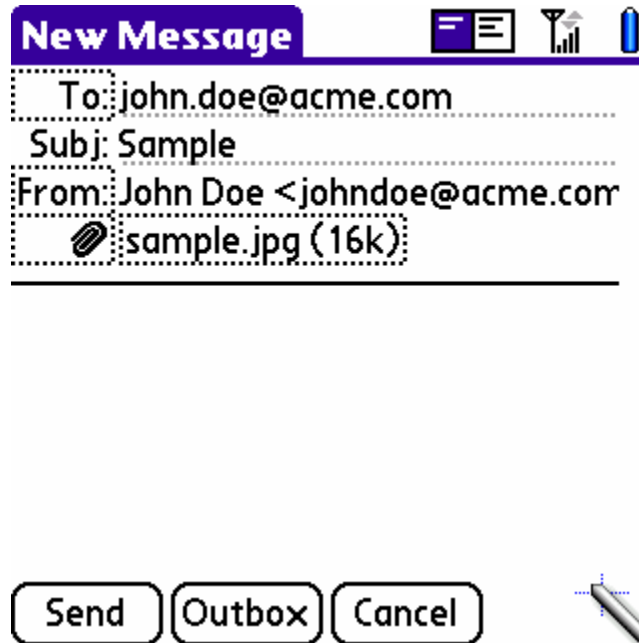 New Message
To: john.doe@acme.com
Subj: Sample
From: John Doe <johndoe@acme.com
sample.jpg (16k)
Send Outbox Cancel